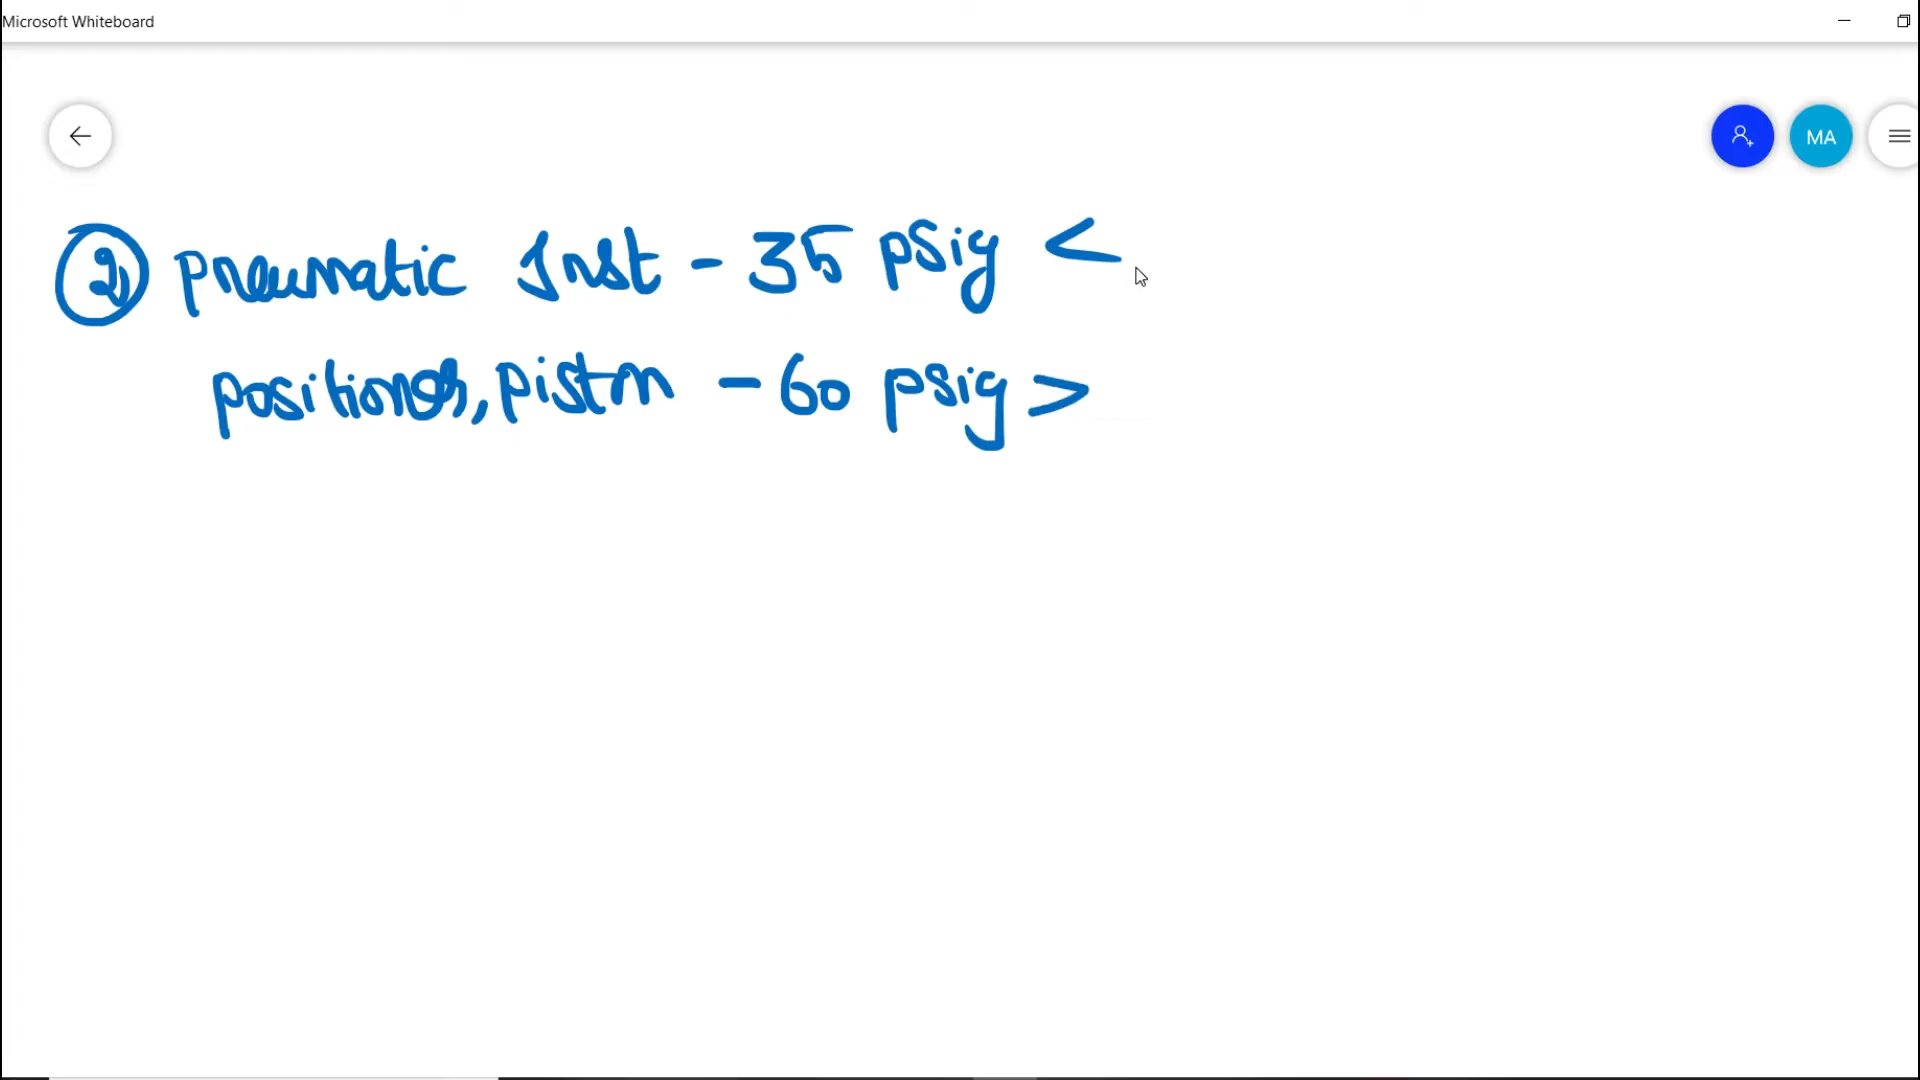 Microsoft Whiteboard
MA
② pneumatic Inst - 35 psig <
positioner, piston - 60 psig >